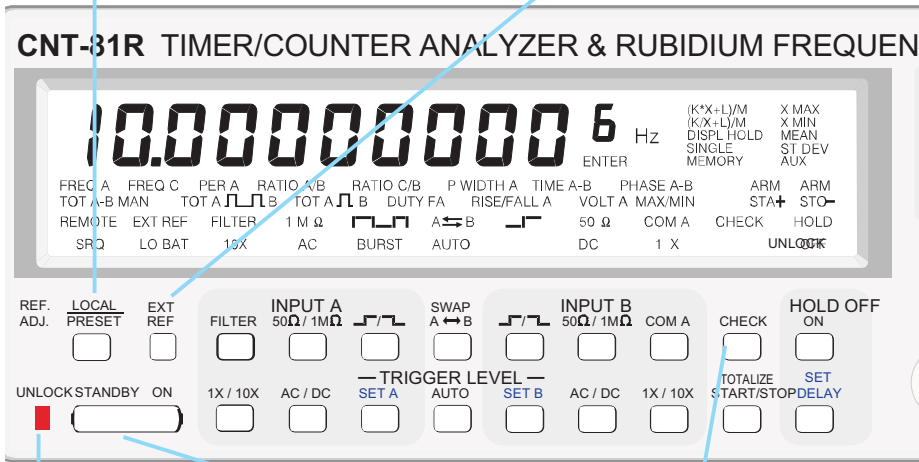 CNT-81R TIMER/COUNTER ANALYZER & RUBIDIUM FREQUEN
10.000000000 6 Hz
ENTER
(K*X+L)/M X MAX
(K/X+L)/M X MIN
DISPL HOLD MEAN
SINGLE ST DEV
MEMORY AUX
FREQ A FREQ C PER A RATIO A/B RATIO C/B P WIDTH A TIME A-B PHASE A-B ARM ARM
TOT A-B MAN TOT A B TOT A B DUTY FA RISE/FALL A VOLT A MAX/MIN STA+ STO-
REMOTE EXT REF FILTER 1 M Ω A⇆B 50 Ω COM A CHECK HOLD
SRQ LO BAT 10X AC BURST AUTO DC 1 X UNLOCK OFF
REF. ADJ.
LOCAL
PRESET
EXT REF
INPUT A
FILTER 50Ω / 1MΩ
SWAP
A ↔ B
INPUT B
50Ω / 1MΩ COM A
CHECK
HOLD OFF
ON
UNLOCK STANDBY ON
— TRIGGER LEVEL —
1X / 10X AC / DC SET A AUTO SET B AC / DC 1X / 10X
TOTALIZE
START/STOP
SET
DELAY